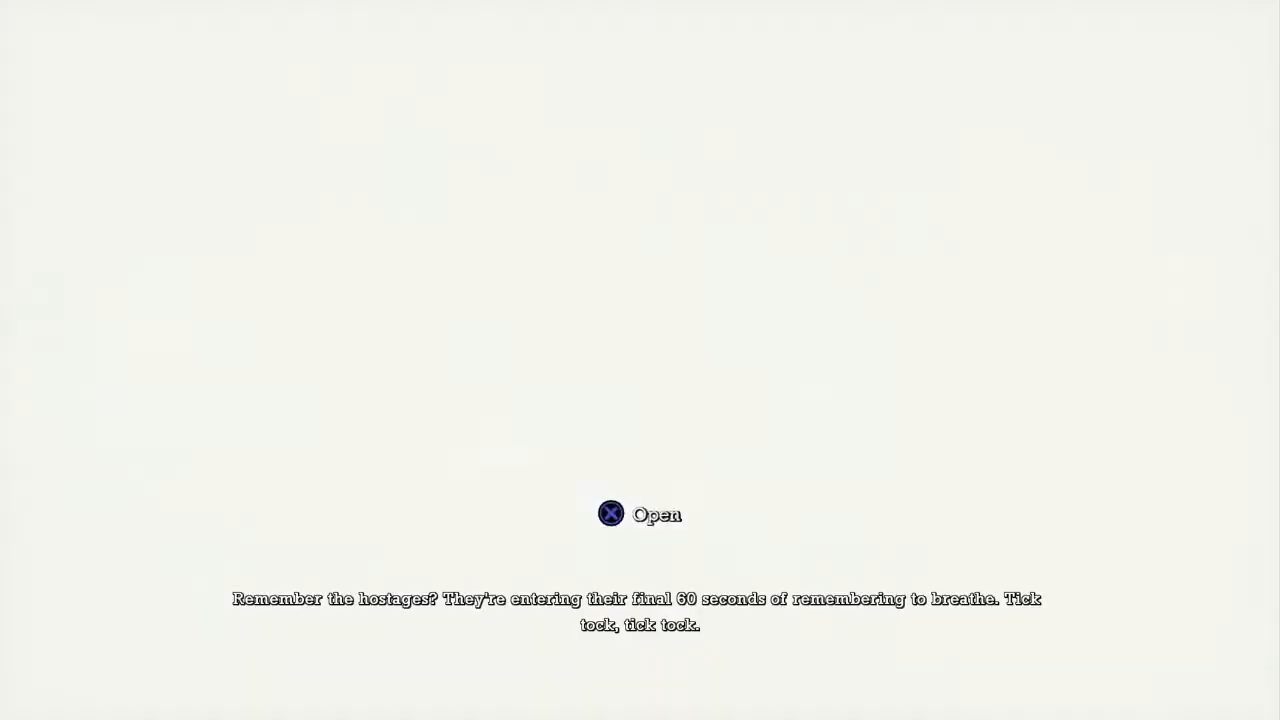 Open
Remember the hostages? They're entering their final 60 seconds of remembering to breathe. Tick
tock, tick tock.